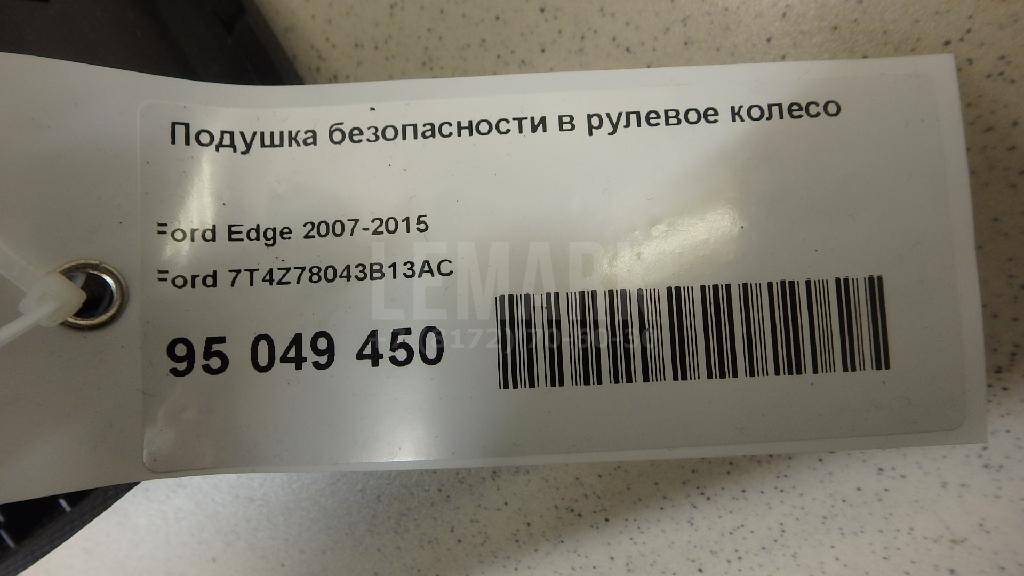 Подушка безопасности в рулевое колесо
Ford Edge 2007-2015
Ford 7T4Z78043B13AC
95 049 450